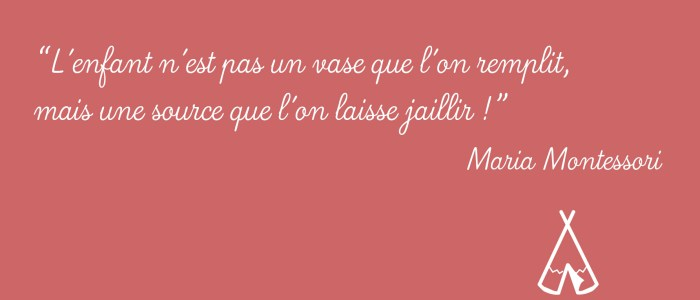 “L'enfant n'est pas un vase que l'on remplit,
mais une source que l'on laisse jaillir !”
Maria Montessori